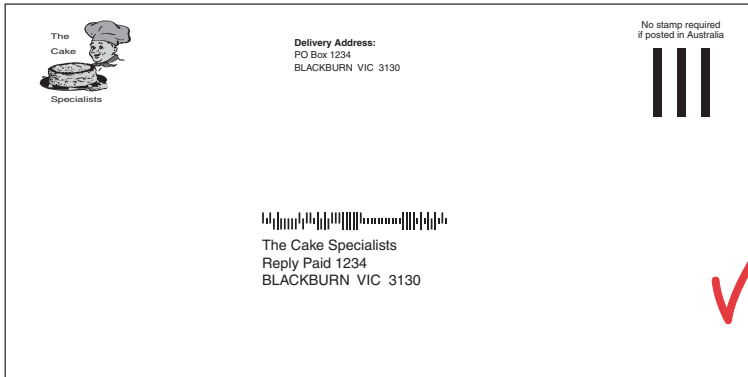 The
Cake
Specialists
Delivery Address:
PO Box 1234
BLACKBURN VIC 3130
No stamp required
if posted in Australia
The Cake Specialists
Reply Paid 1234
BLACKBURN VIC 3130